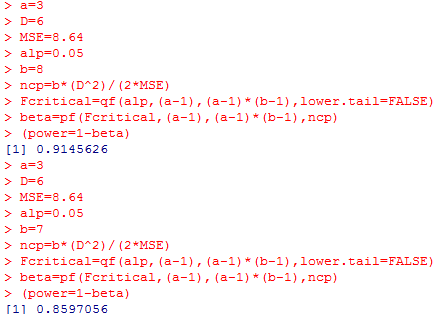 > a=3
> D=6
> MSE=8.64
> alp=0.05
> b=8
> ncp=b*(D^2)/(2*MSE)
> Fcritical=qf(alp,(a-1),(a-1)*(b-1),lower.tail=FALSE)
> beta=pf(Fcritical,(a-1),(a-1)*(b-1),ncp)
> (power=1-beta)
[1] 0.9145626
> a=3
> D=6
> MSE=8.64
> alp=0.05
> b=7
> ncp=b*(D^2)/(2*MSE)
> Fcritical=qf(alp,(a-1),(a-1)*(b-1),lower.tail=FALSE)
> beta=pf(Fcritical,(a-1),(a-1)*(b-1),ncp)
> (power=1-beta)
[1] 0.8597056